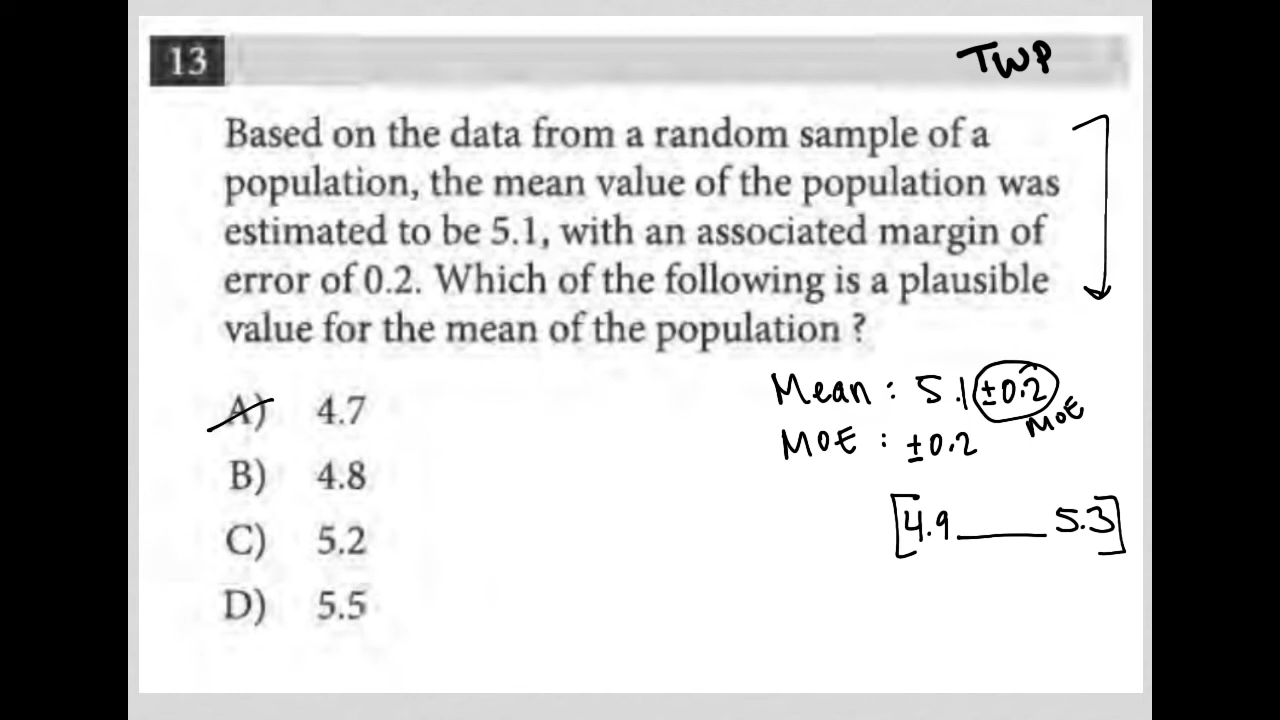 13
TWP
Based on the data from a random sample of a
population, the mean value of the population was
estimated to be 5.1, with an associated margin of
error of 0.2. Which of the following is a plausible
value for the mean of the population ?
A) 4.7
B) 4.8
C) 5.2
D) 5.5
Mean : 5.1 ±0.2
MOE
MOE : ±0.2
[4.9 ___ 5.3]